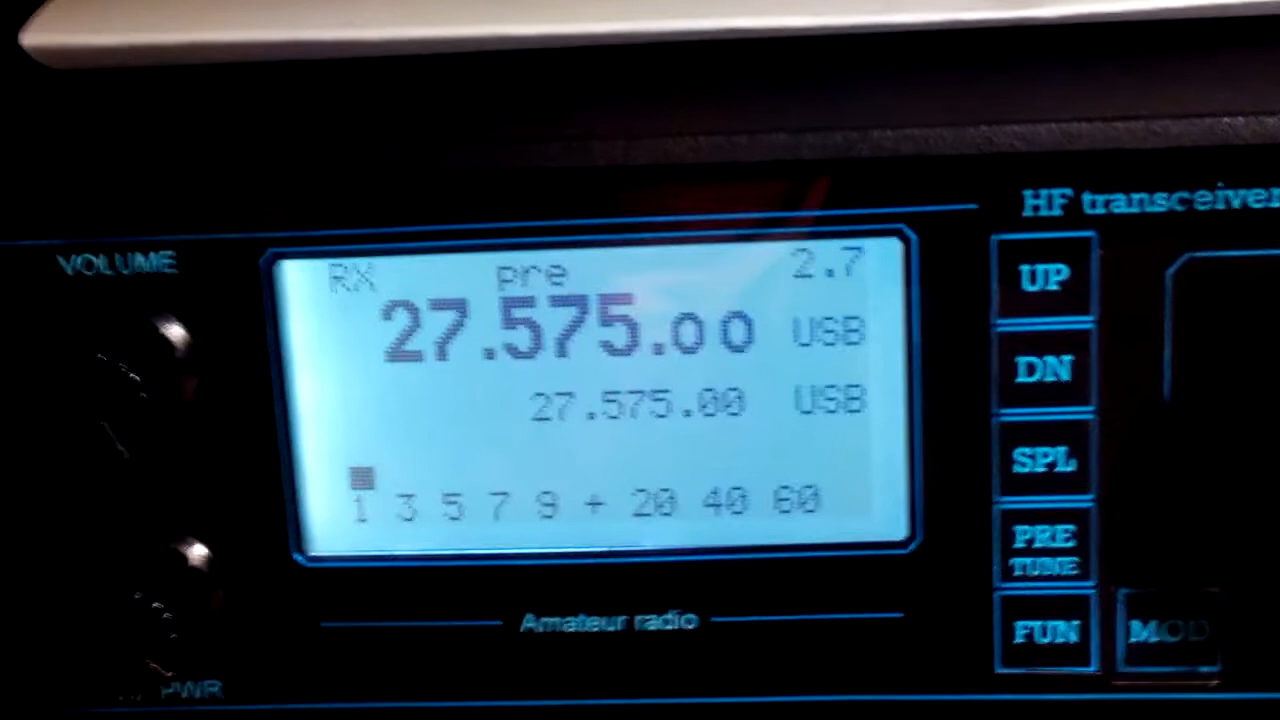 HF transceiver
VOLUME
RX pre 2.7
27.575.00 USB
27.575.00 USB
1 3 5 7 9 + 20 40 60
UP
DN
SPL
PRE
TUNE
FUN
MOD
Amateur radio
PWR